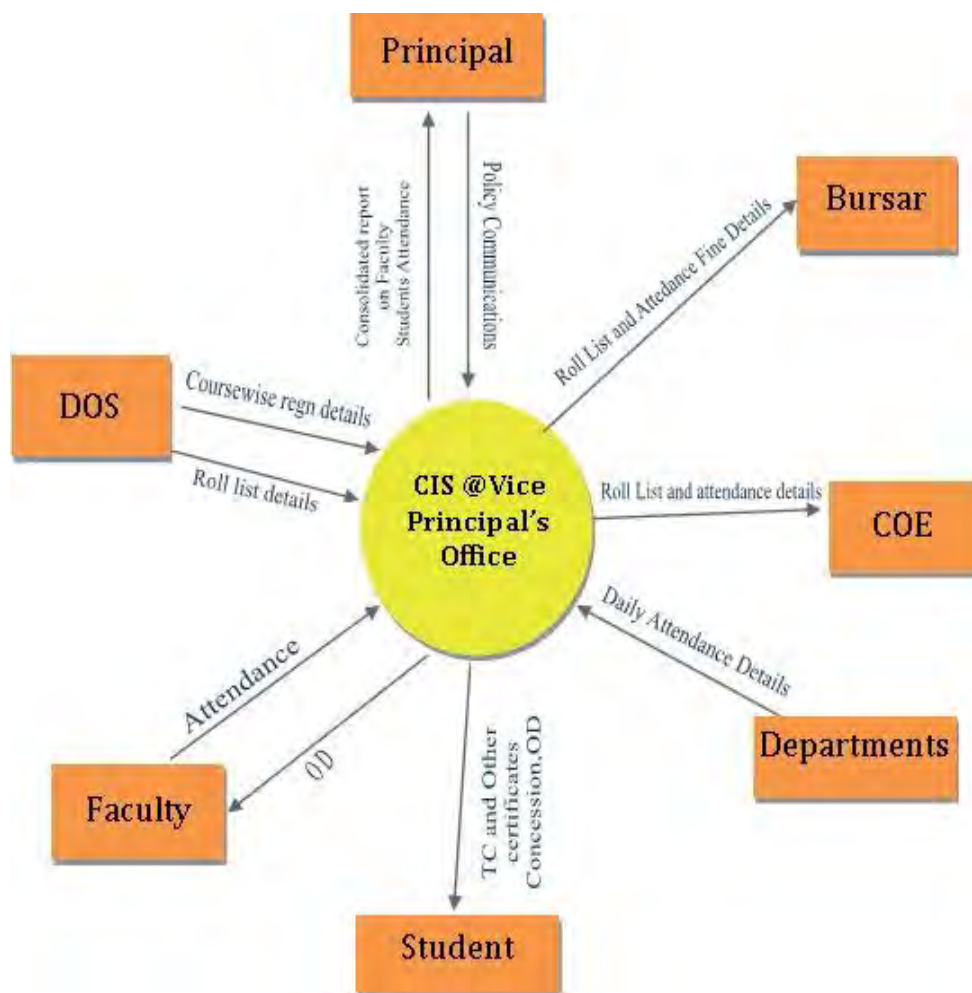 Principal
Consolidated report
on Faculty
Students Attendance
Policy Communications
Bursar
Roll List and Attedance Fine Details
DOS
Coursewise regn details
Roll list details
CIS @Vice
Principal's
Office
Roll List and attendance details
COE
Daily Attendance Details
Departments
Attendance
OD
Faculty
TC and Other
certificates
Concession.OD
Student